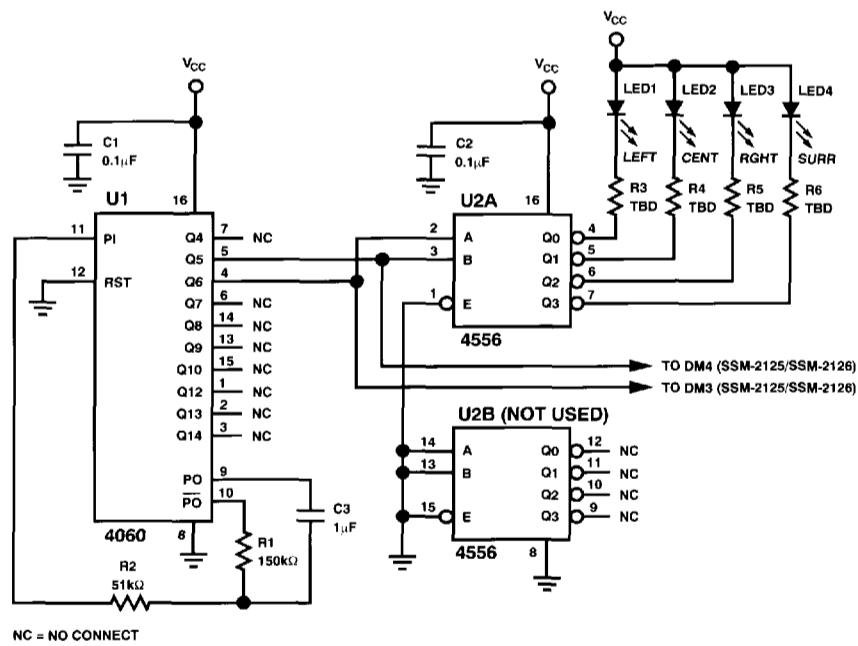 VCC
VCC
VCC
C1
0.1µF
C2
0.1µF
LED1
LED2
LED3
LED4
LEFT
CENT
RGHT
SURR
R3
TBD
R4
TBD
R5
TBD
R6
TBD
U1
16
11 PI
12 RST
Q4 7 NC
Q5 5
Q6 4
Q7 6 NC
Q8 14 NC
Q9 13 NC
Q10 15 NC
Q12 1 NC
Q13 2 NC
Q14 3 NC
PO 9
PO 10
4060
8
C3
1µF
R1
150kΩ
R2
51kΩ
U2A
16
2 A
3 B
1 E
Q0 4
Q1 5
Q2 6
Q3 7
4556
TO DM4 (SSM-2125/SSM-2126)
TO DM3 (SSM-2125/SSM-2126)
U2B (NOT USED)
14 A
13 B
15 E
Q0 12 NC
Q1 11 NC
Q2 10 NC
Q3 9 NC
4556
8
NC = NO CONNECT